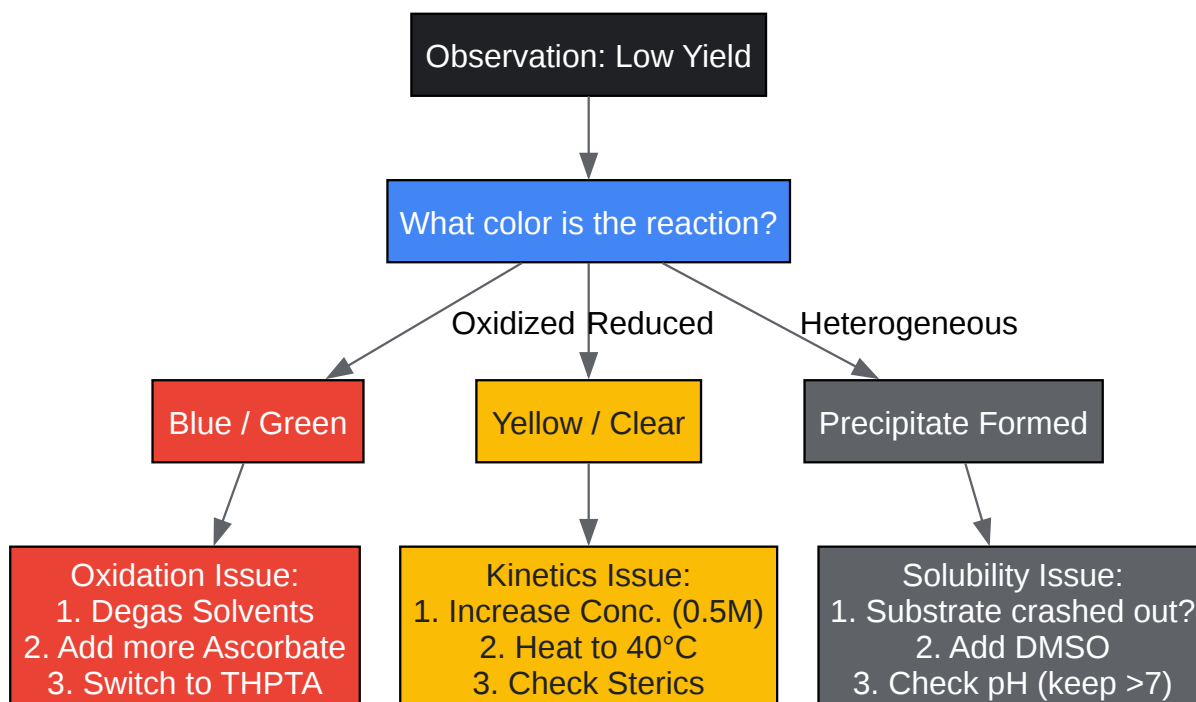 Observation: Low Yield
What color is the reaction?
Oxidized
Reduced
Heterogeneous
Blue / Green
Yellow / Clear
Precipitate Formed
Oxidation Issue:
1. Degas Solvents
2. Add more Ascorbate
3. Switch to THPTA
Kinetics Issue:
1. Increase Conc. (0.5M)
2. Heat to 40°C
3. Check Sterics
Solubility Issue:
1. Substrate crashed out?
2. Add DMSO
3. Check pH (keep >7)